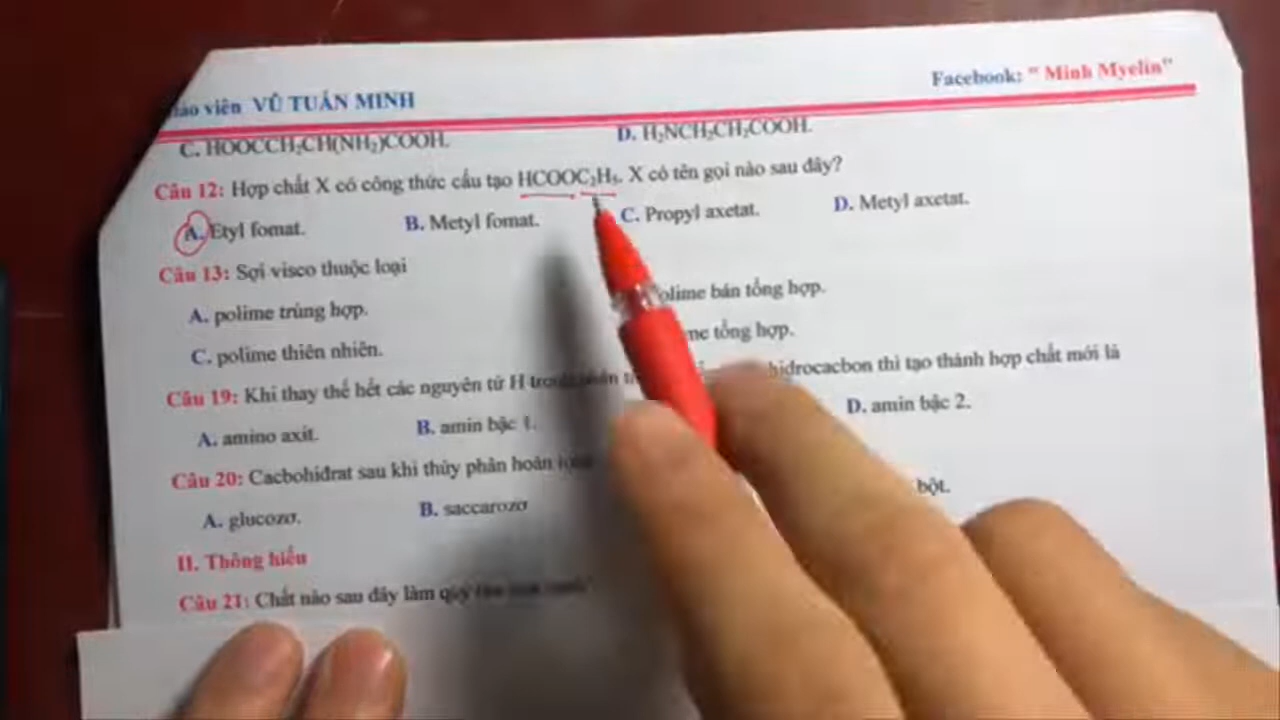 Giáo viên VŨ TUẤN MINH
Facebook: " Minh Myelin"
C. HOOCCH₂CH(NH₂)COOH.
D. H₂NCH₂CH₂COOH.
Câu 12: Hợp chất X có công thức cấu tạo HCOOC₂H₅. X có tên gọi nào sau đây?
A. Etyl fomat.
B. Metyl fomat.
C. Propyl axetat.
D. Metyl axetat.
Câu 13: Sợi visco thuộc loại
A. polime trùng hợp.
olime bán tổng hợp.
C. polime thiên nhiên.
me tổng hợp.
Câu 19: Khi thay thế hết các nguyên tử H trong hidrocacbon thì tạo thành hợp chất mới là
A. amino axit.
B. amin bậc 1.
D. amin bậc 2.
Câu 20: Cacbohiđrat sau khi thủy phân hoàn
A. glucozơ.
B. saccarozơ
bột.
II. Thông hiểu
Câu 21: Chất nào sau đây làm quỳ